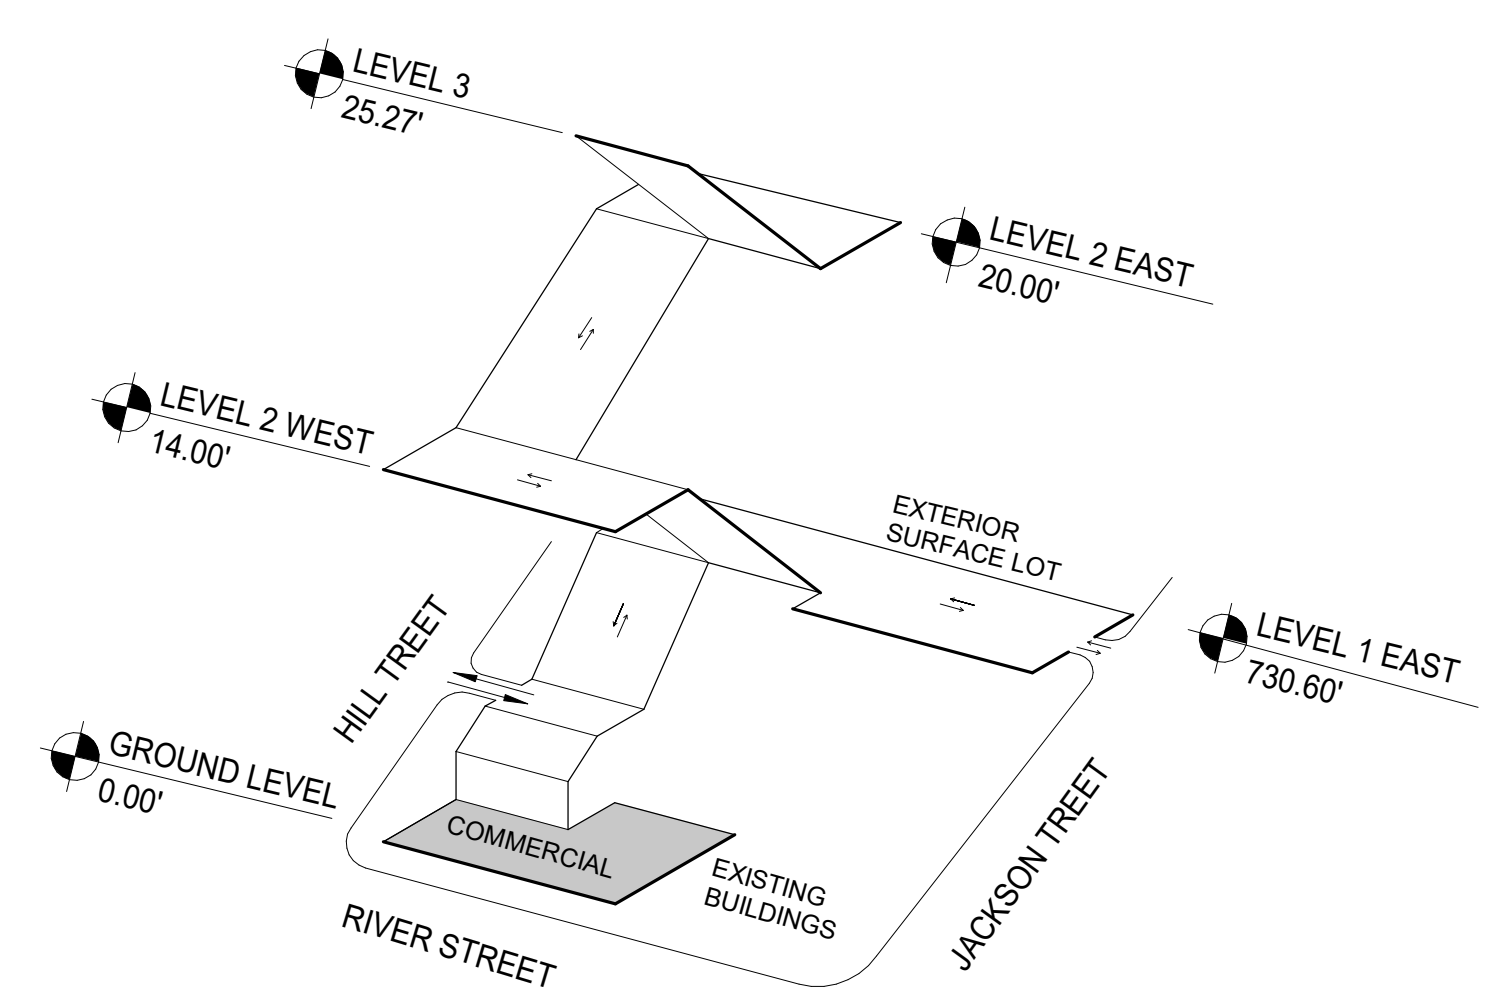 LEVEL 3
25.27'
LEVEL 2 EAST
20.00'
LEVEL 2 WEST
14.00'
EXTERIOR
SURFACE LOT
HILL TREET
LEVEL 1 EAST
730.60'
GROUND LEVEL
0.00'
COMMERCIAL
EXISTING
BUILDINGS
JACKSON TREET
RIVER STREET